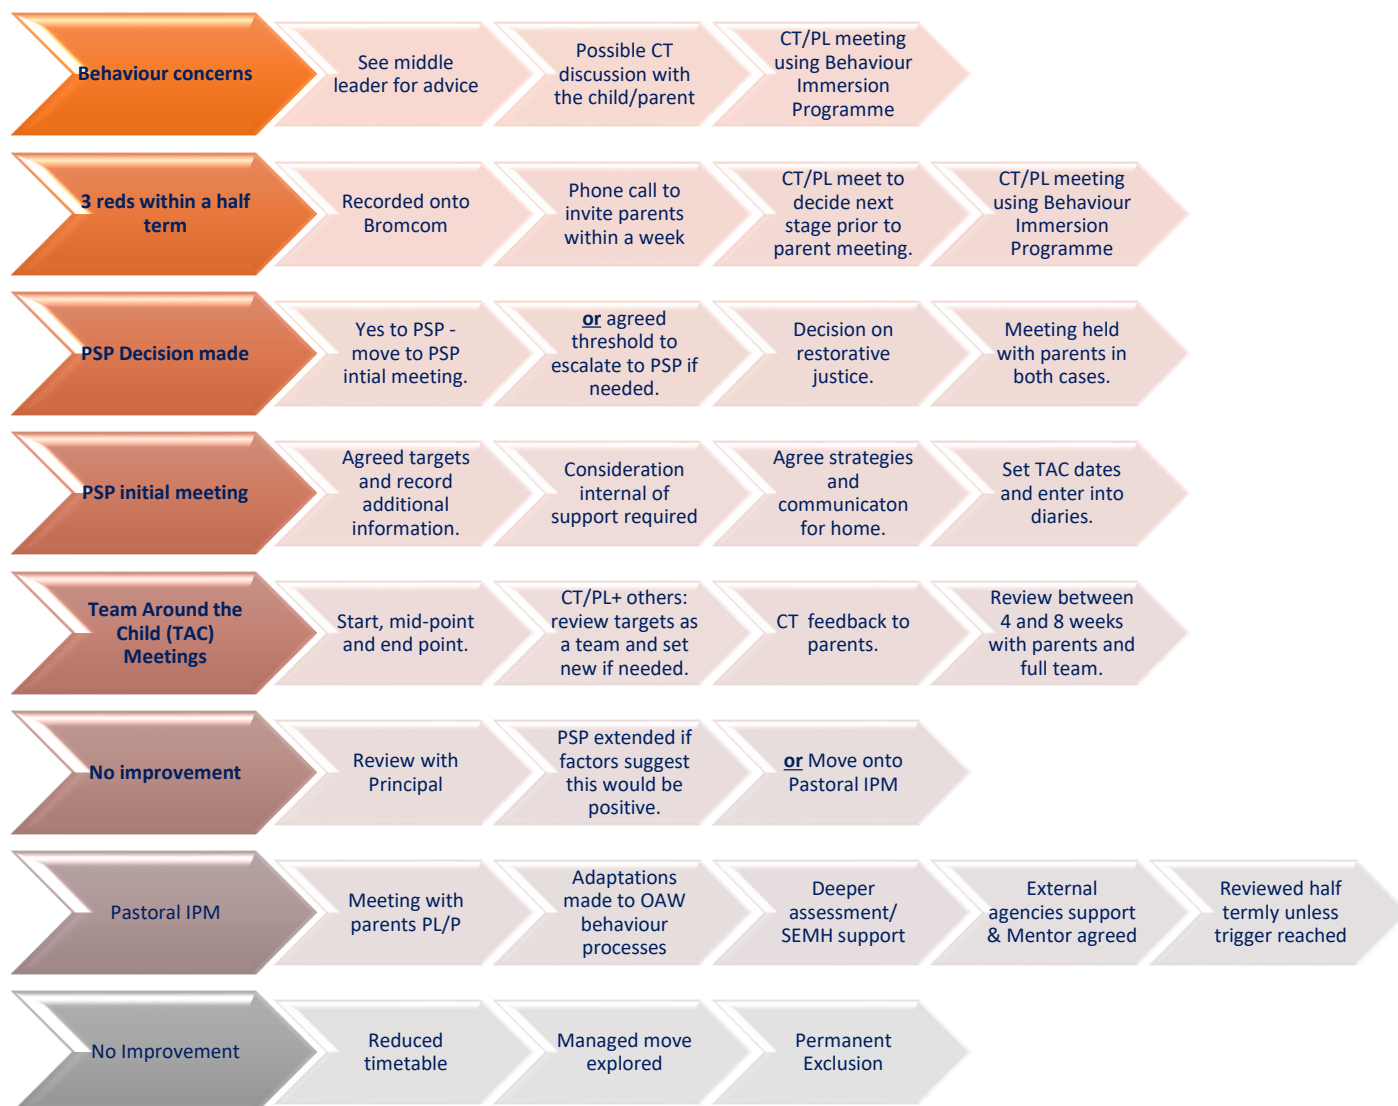 Behaviour concerns
See middle
leader for advice
Possible CT
discussion with
the child/parent
CT/PL meeting
using Behaviour
Immersion
Programme
3 reds within a half
term
Recorded onto
Bromcom
Phone call to
invite parents
within a week
CT/PL meet to
decide next
stage prior to
parent meeting.
CT/PL meeting
using Behaviour
Immersion
Programme
PSP Decision made
Yes to PSP -
move to PSP
intial meeting.
or agreed
threshold to
escalate to PSP if
needed.
Decision on
restorative
justice.
Meeting held
with parents in
both cases.
PSP initial meeting
Agreed targets
and record
additional
information.
Consideration
internal of
support required
Agree strategies
and
communicaton
for home.
Set TAC dates
and enter into
diaries.
Team Around the
Child (TAC)
Meetings
Start, mid-point
and end point.
CT/PL+ others:
review targets as
a team and set
new if needed.
CT feedback to
parents.
Review between
4 and 8 weeks
with parents and
full team.
No improvement
Review with
Principal
PSP extended if
factors suggest
this would be
positive.
or Move onto
Pastoral IPM
Pastoral IPM
Meeting with
parents PL/P
Adaptations
made to OAW
behaviour
processes
Deeper
assessment/
SEMH support
External
agencies support
& Mentor agreed
Reviewed half
termly unless
trigger reached
No Improvement
Reduced
timetable
Managed move
explored
Permanent
Exclusion